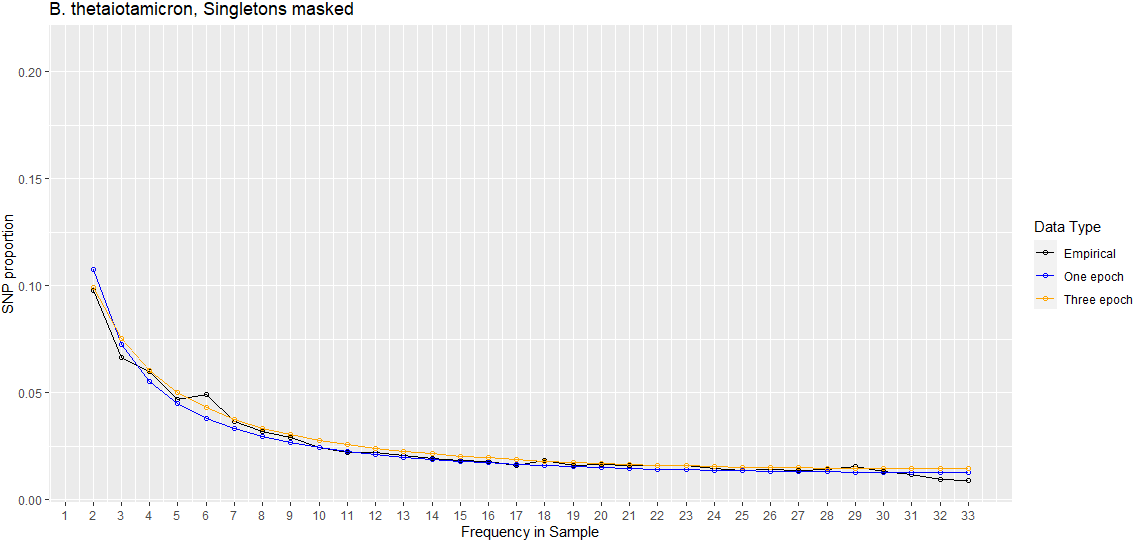 B. thetaiotamicron, Singletons masked
SNP proportion
0.20
0.15
0.10
0.05
0.00
1 2 3 4 5 6 7 8 9 10 11 12 13 14 15 16 17 18 19 20 21 22 23 24 25 26 27 28 29 30 31 32 33
Frequency in Sample
Data Type
Empirical
One epoch
Three epoch